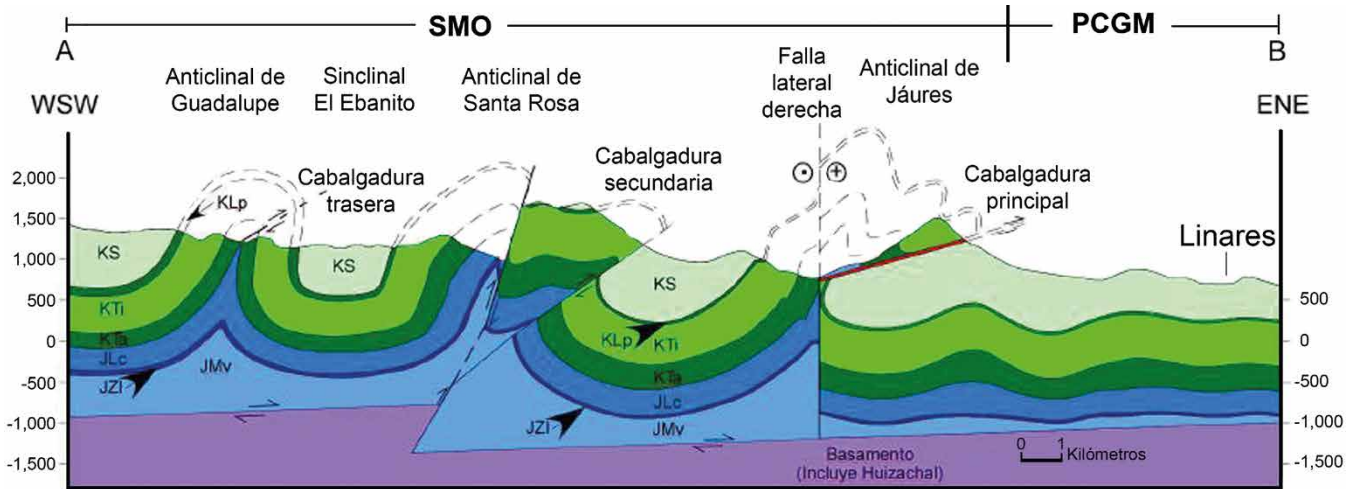 SMO
PCGM
A
B
WSW
ENE
Anticlinal de
Guadalupe
Sinclinal
El Ebanito
Anticlinal de
Santa Rosa
Falla
lateral
derecha
Anticlinal de
Jáures
Cabalgadura
trasera
Cabalgadura
secundaria
Cabalgadura
principal
Linares
2,000
1,500
1,000
500
0
-500
-1,000
-1,500
500
0
-500
-1,000
-1,500
KLp
KS
KTi
KTa
JLc
JZl
JMv
KS
KS
KLp
KTi
KTa
JLc
JZl
JMv
Basamento
(Incluye Huizachal)
0 1
Kilómetros